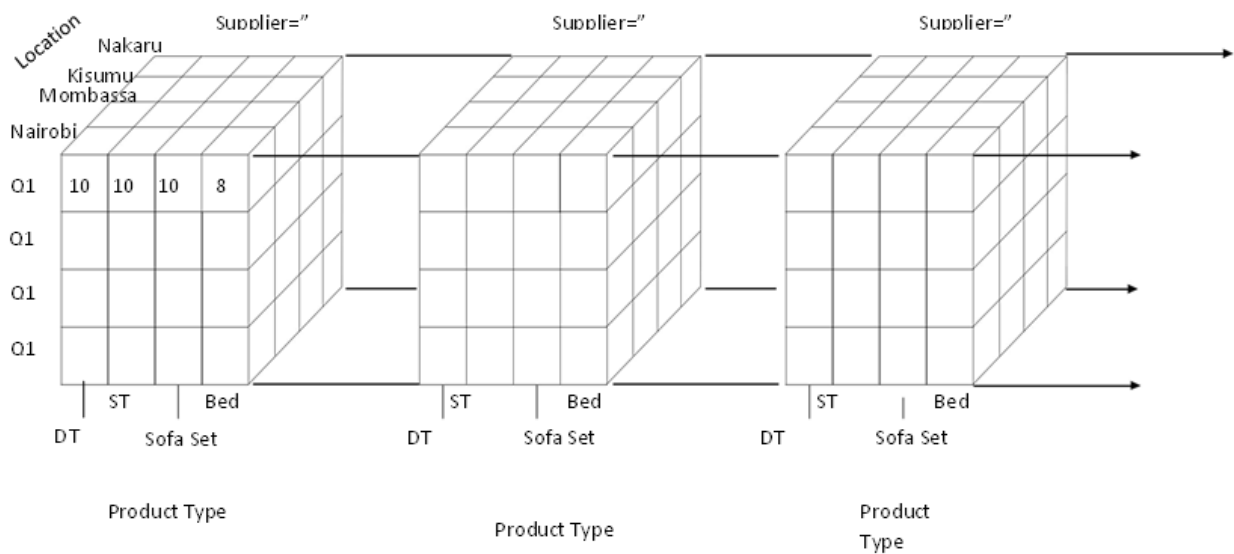 Supplier=” Supplier=” Supplier=”
Location
Nakaru
Kisumu
Mombassa
Nairobi
Q1 10 10 10 8
Q1
Q1
Q1
ST Bed ST Bed ST Bed
DT Sofa Set DT Sofa Set DT Sofa Set
Product Type Product Type Product
Type